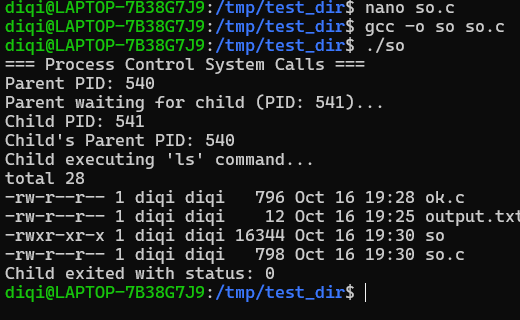 diqi@LAPTOP-7B38G7J9:/tmp/test_dir$ nano so.c
diqi@LAPTOP-7B38G7J9:/tmp/test_dir$ gcc -o so so.c
diqi@LAPTOP-7B38G7J9:/tmp/test_dir$ ./so
=== Process Control System Calls ===
Parent PID: 540
Parent waiting for child (PID: 541)...
Child PID: 541
Child's Parent PID: 540
Child executing 'ls' command...
total 28
-rw-r--r-- 1 diqi diqi   796 Oct 16 19:28 ok.c
-rw-r--r-- 1 diqi diqi    12 Oct 16 19:25 output.txt
-rwxr-xr-x 1 diqi diqi 16344 Oct 16 19:30 so
-rw-r--r-- 1 diqi diqi   798 Oct 16 19:30 so.c
Child exited with status: 0
diqi@LAPTOP-7B38G7J9:/tmp/test_dir$